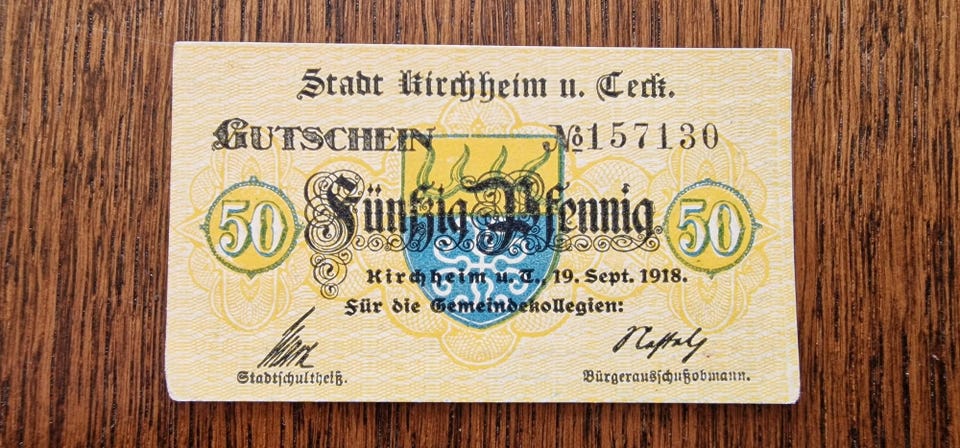 Stadt Kirchheim u. Teck.
GUTSCHEIN №157130
50 Fünfzig Pfennig 50
Kirchheim u. T., 19. Sept. 1918.
Für die Gemeindekollegien:
Stadtschultheiß. Bürgerausschußobmann.